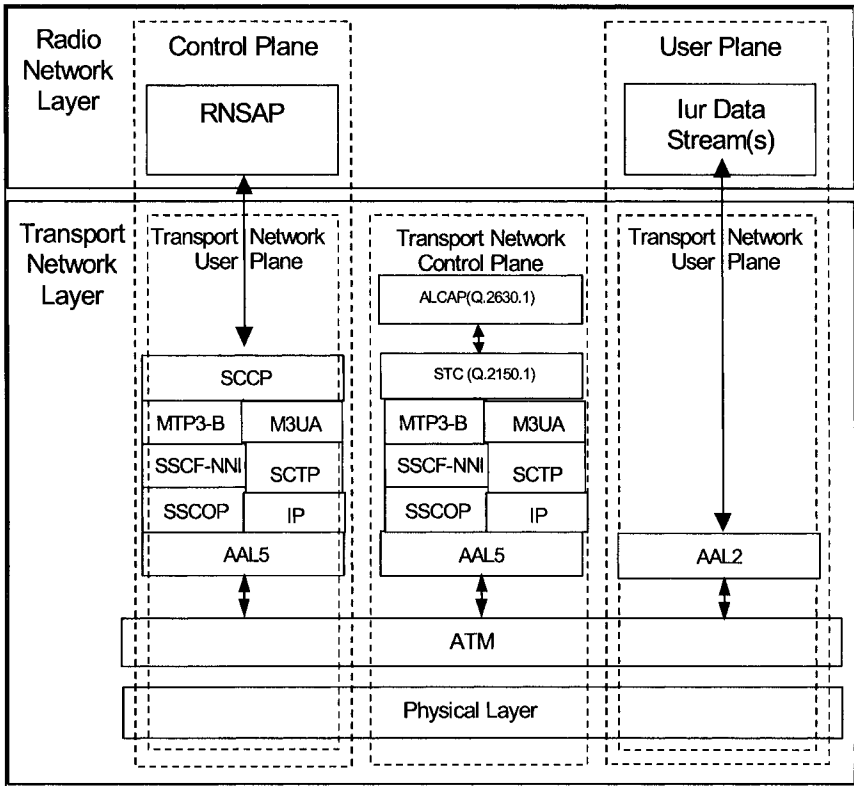 Radio
Network
Layer
Control Plane
RNSAP
User Plane
Iur Data
Stream(s)
Transport
Network
Layer
Transport Network
User Plane
SCCP
MTP3-B M3UA
SSCF-NNI SCTP
SSCOP IP
AAL5
Transport Network
Control Plane
ALCAP(Q.2630.1)
STC (Q.2150.1)
MTP3-B M3UA
SSCF-NNI SCTP
SSCOP IP
AAL5
Transport Network
User Plane
AAL2
ATM
Physical Layer